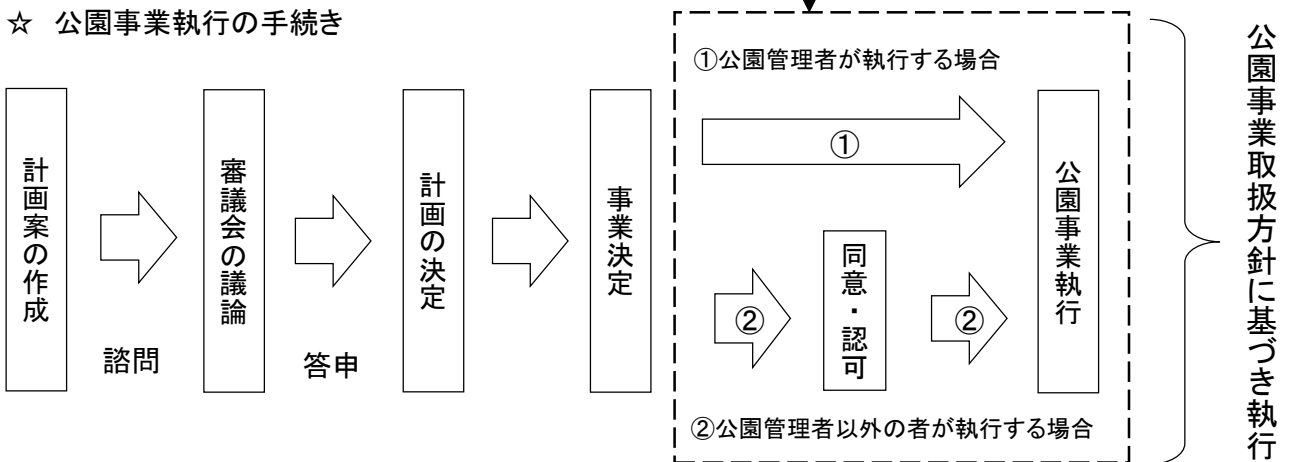 ☆ 公園事業執行の手続き
計画案の作成
諮問
審議会の議論
答申
計画の決定
事業決定
①公園管理者が執行する場合
①
②
同意・認可
②
公園事業執行
②公園管理者以外の者が執行する場合
公園事業取扱方針に基づき執行